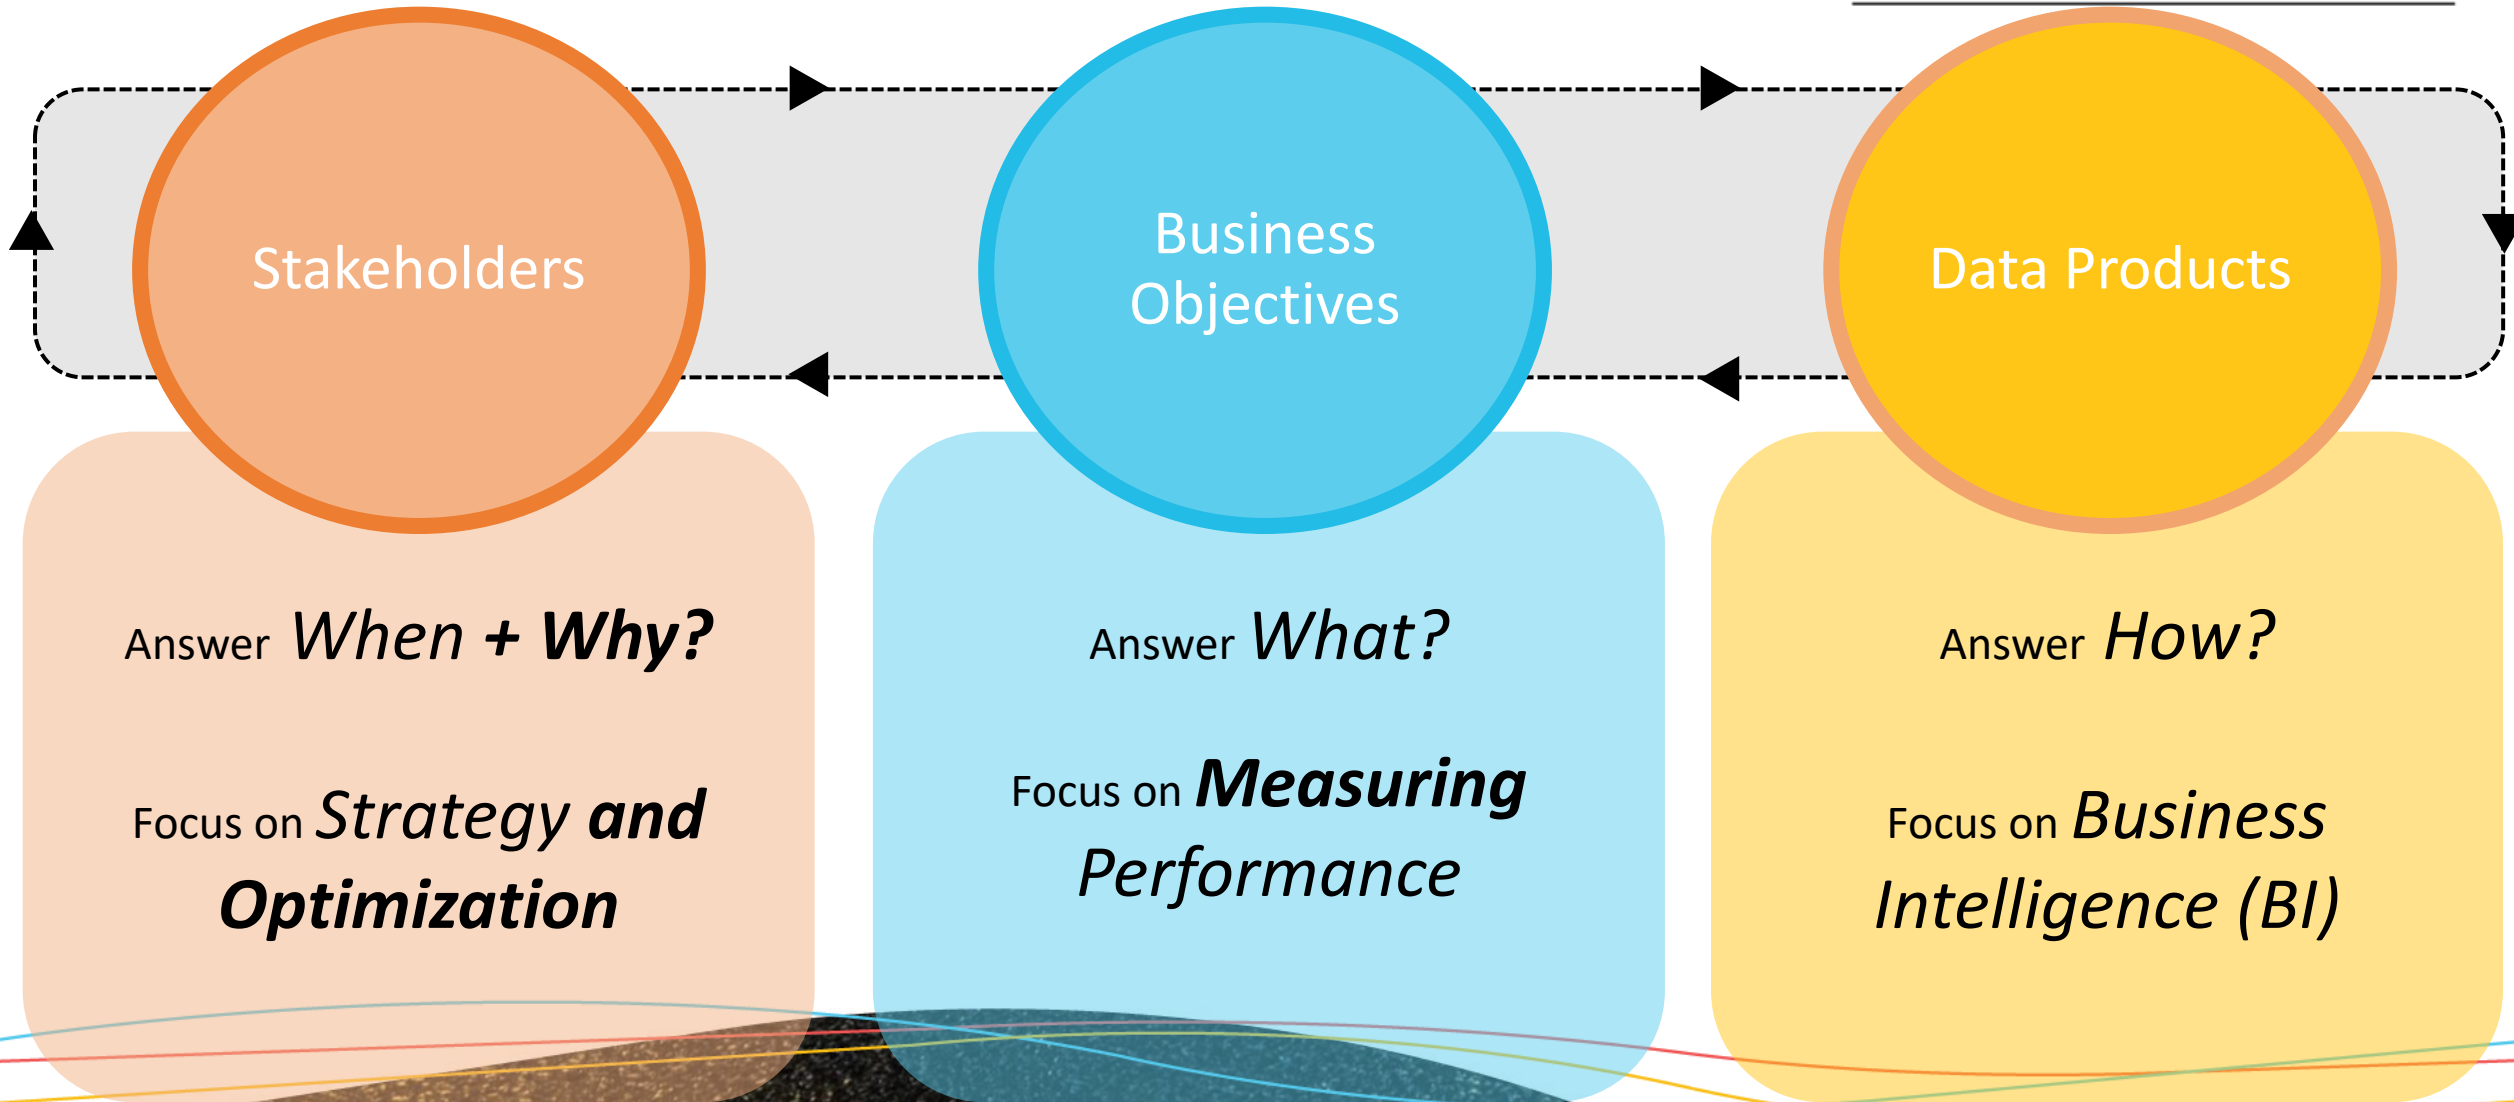 Stakeholders
Business
Objectives
Data Products
Answer When + Why?
Focus on Strategy and
Optimization
Answer What?
Focus on Measuring
Performance
Answer How?
Focus on Business
Intelligence (BI)